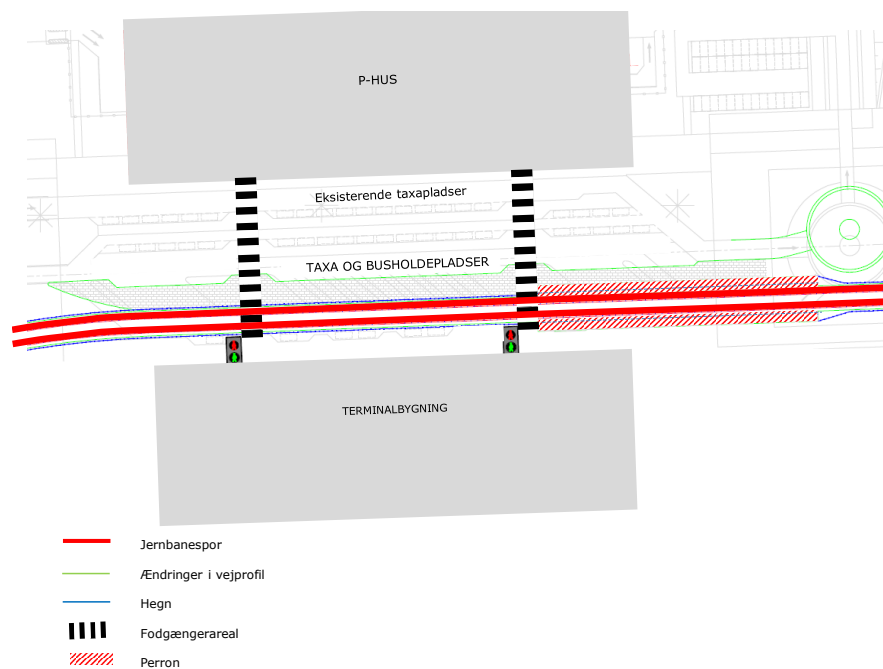 P-HUS
Eksisterende taxapladser
TAXA OG BUSHOLDEPLADSER
TERMINALBYGNING
Jernbanespor
Ændringer i vejprofil
Hegn
Fodgængerareal
Perron